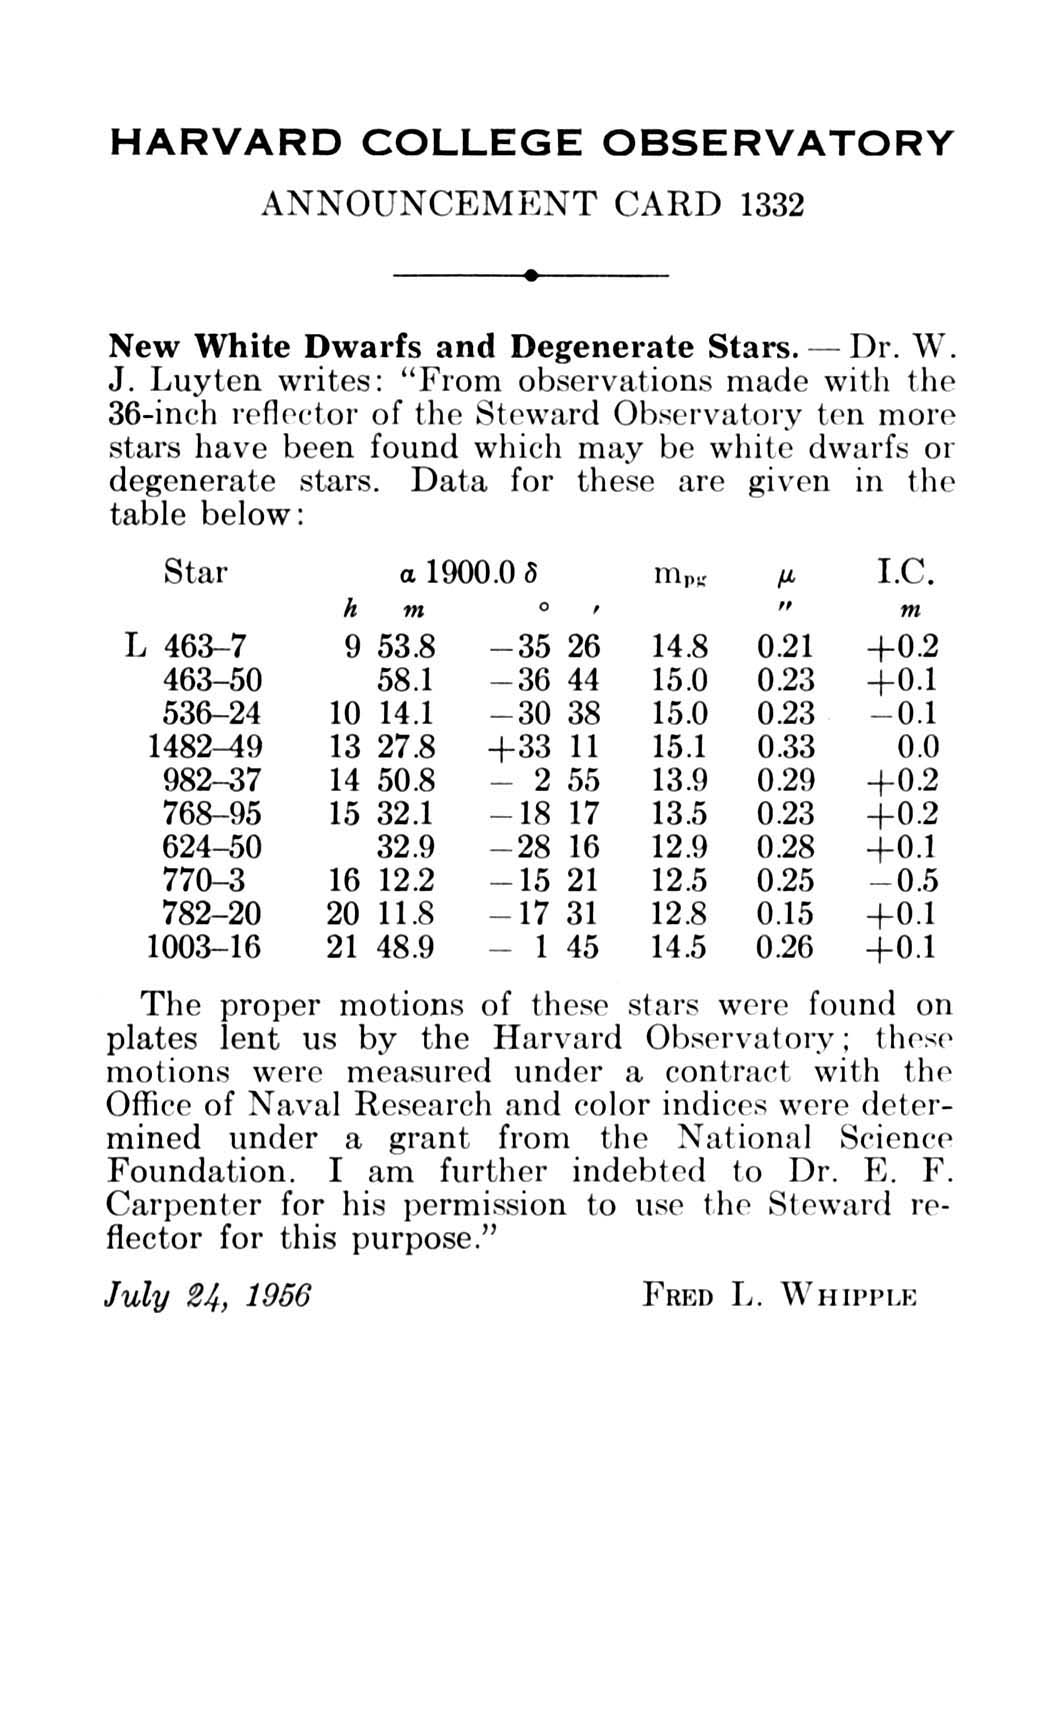 HARVARD COLLEGE OBSERVATORY
ANNOUNCEMENT CARD 1332
New White Dwarfs and Degenerate Stars. — Dr. W.
J. Luyten writes: “From observations made with the
36-inch reflector of the Steward Observatory ten more
stars have been found which may be white dwarfs or
degenerate stars. Data for these are given in the
table below:
Star α 1900.0 δ mpg μ I.C.
h m ° ′ ″ m
L 463–7 9 53.8 −35 26 14.8 0.21 +0.2
463–50 58.1 −36 44 15.0 0.23 +0.1
536–24 10 14.1 −30 38 15.0 0.23 −0.1
1482–49 13 27.8 +33 11 15.1 0.33 0.0
982–37 14 50.8 − 2 55 13.9 0.29 +0.2
768–95 15 32.1 −18 17 13.5 0.23 +0.2
624–50 32.9 −28 16 12.9 0.28 +0.1
770–3 16 12.2 −15 21 12.5 0.25 −0.5
782–20 20 11.8 −17 31 12.8 0.15 +0.1
1003–16 21 48.9 − 1 45 14.5 0.26 +0.1
The proper motions of these stars were found on
plates lent us by the Harvard Observatory; these
motions were measured under a contract with the
Office of Naval Research and color indices were deter-
mined under a grant from the National Science
Foundation. I am further indebted to Dr. E. F.
Carpenter for his permission to use the Steward re-
flector for this purpose.”
July 24, 1956 FRED L. WHIPPLE